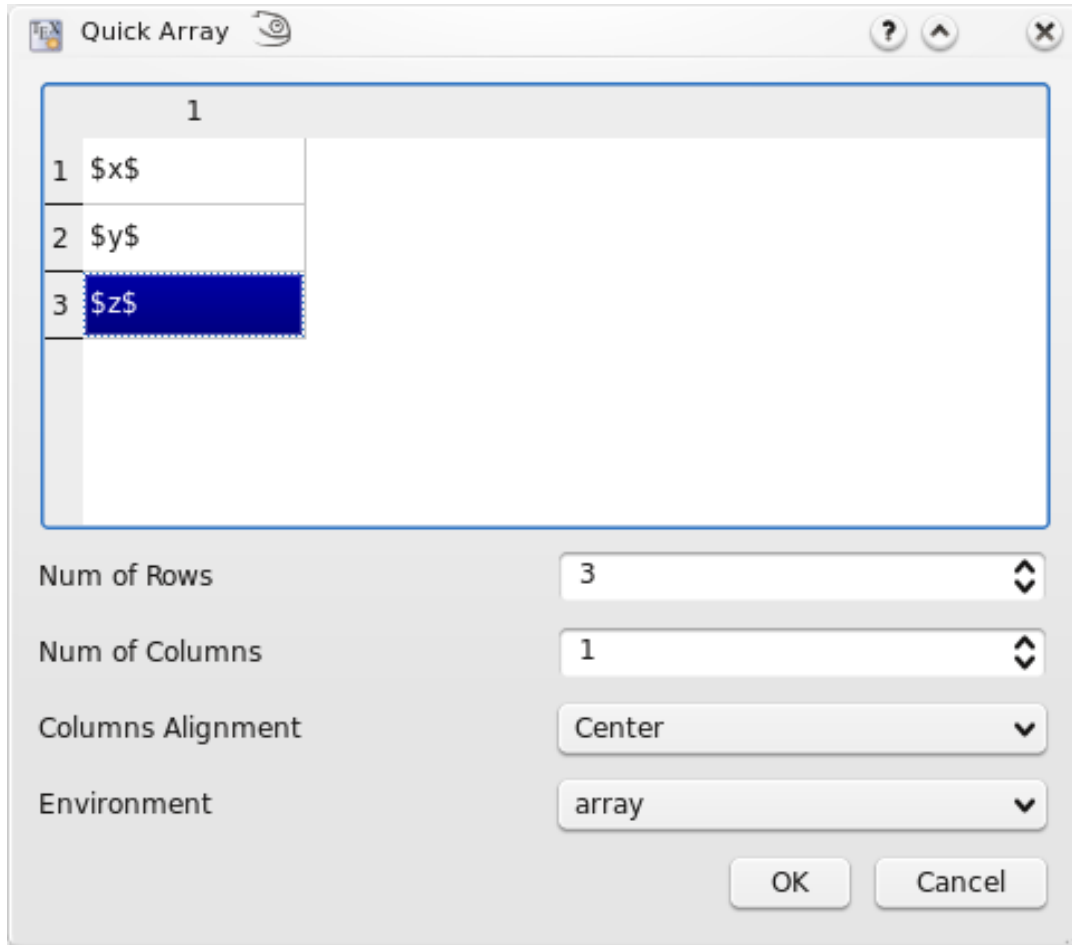 TEX Quick Array
1
1 $x$
2 $y$
3 $z$
Num of Rows 3
Num of Columns 1
Columns Alignment Center
Environment array
OK Cancel